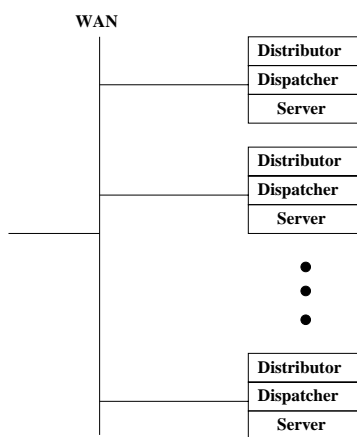 WAN
Distributor
Dispatcher
Server
Distributor
Dispatcher
Server
Distributor
Dispatcher
Server